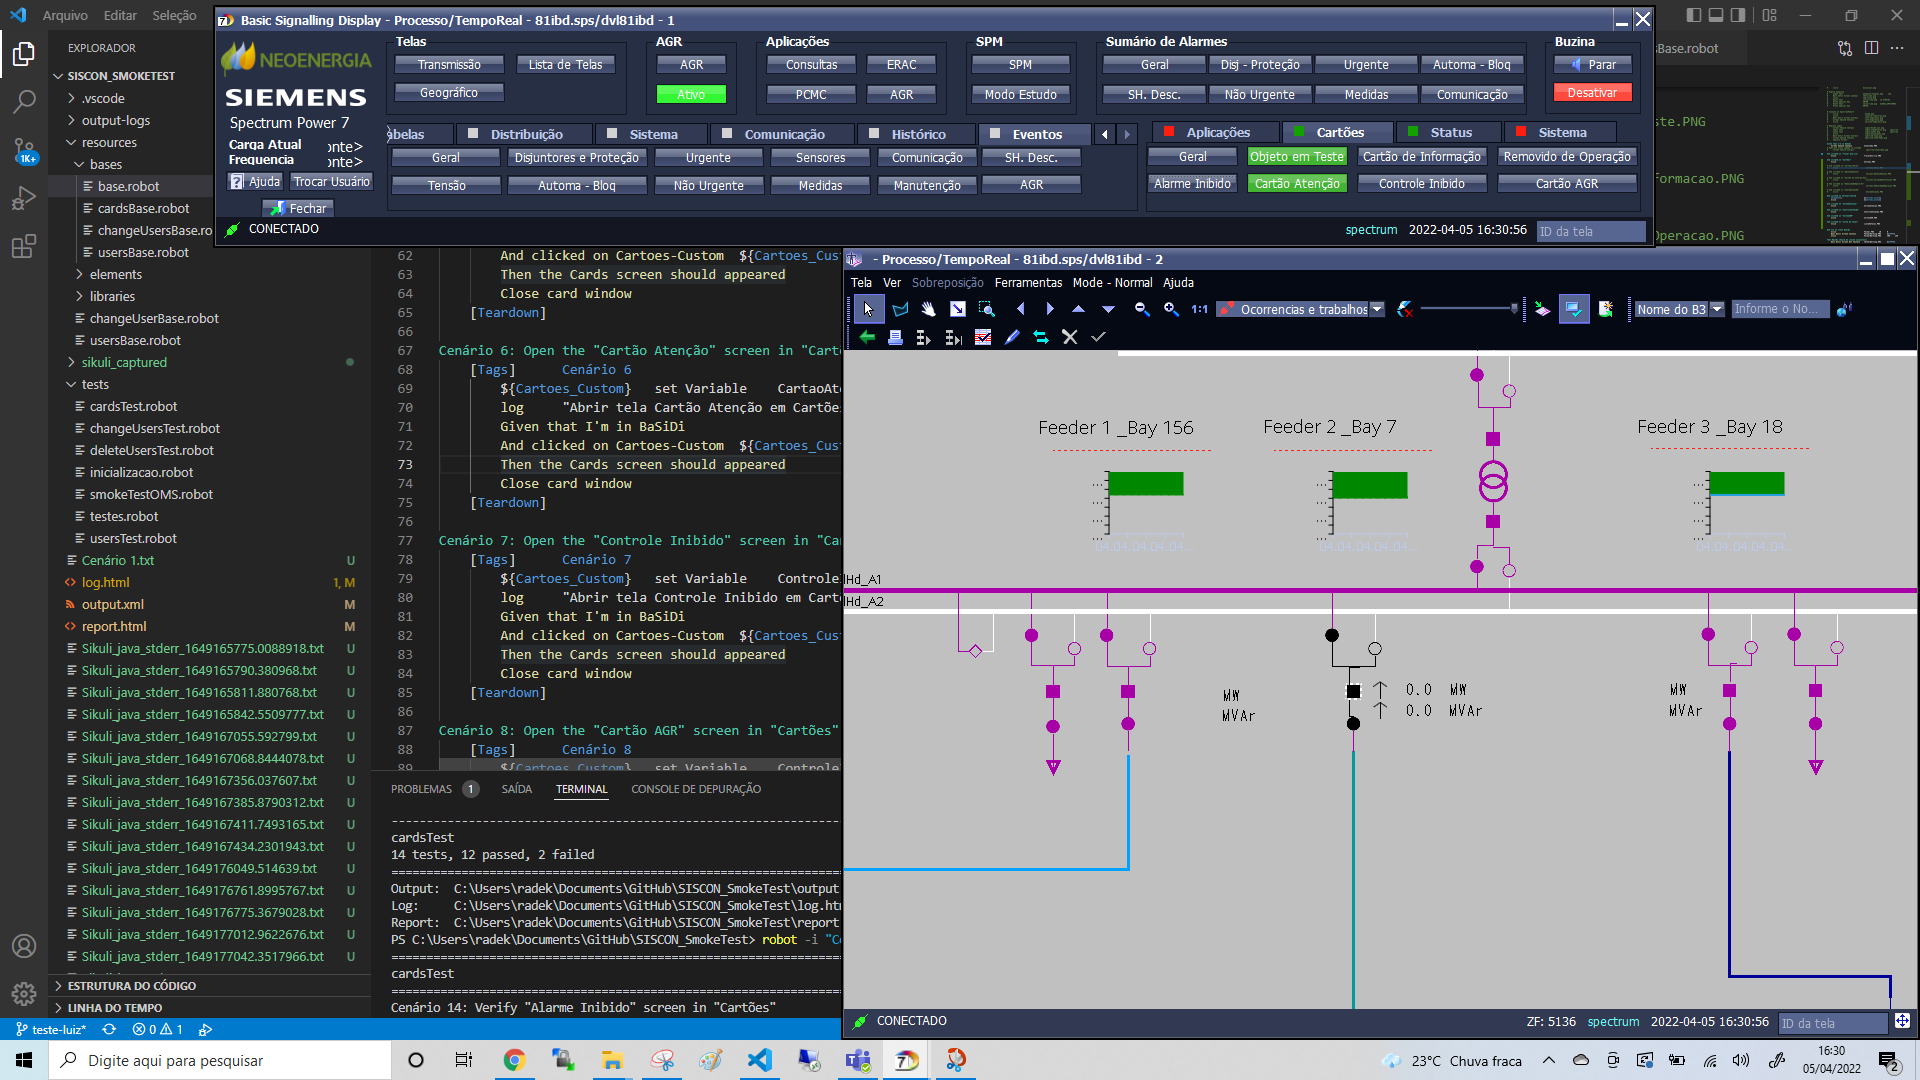 Arquivo Editar Seleção
Basic Signalling Display - Processo/TempoReal - 81ibd.sps/dvl81ibd - 1
NEOENERGIA
SIEMENS
Spectrum Power 7
Carga Atual
Frequencia
onte>
onte>
Ajuda Trocar Usuário
Fechar
CONECTADO
Telas
Transmissão Lista de Telas
Geográfico
AGR
AGR
Ativo
Aplicações
Consultas ERAC
PCMC AGR
SPM
SPM
Modo Estudo
Sumário de Alarmes
Geral Disj - Proteção Urgente Automa - Bloq
SH. Desc. Não Urgente Medidas Comunicação
Buzina
Parar
Desativar
abelas Distribuição Sistema Comunicação Histórico Eventos
Geral Disjuntores e Proteção Urgente Sensores Comunicação SH. Desc.
Tensão Automa - Bloq Não Urgente Medidas Manutenção AGR
Aplicações Cartões Status Sistema
Geral Objeto em Teste Cartão de Informação Removido de Operação
Alarme Inibido Cartão Atenção Controle Inibido Cartão AGR
spectrum 2022-04-05 16:30:56 ID da tela
sBase.robot
ste.PNG
formacao.PNG
Operacao.PNG
EXPLORADOR
SISCON_SMOKETEST
.vscode
output-logs
resources
bases
base.robot
cardsBase.robot
changeUsersBase.ro
usersBase.robot
elements
libraries
changeUserBase.robot
usersBase.robot
sikuli_captured
tests
cardsTest.robot
changeUsersTest.robot
deleteUsersTest.robot
inicializacao.robot
smokeTestOMS.robot
testes.robot
usersTest.robot
Cenário 1.txt U
log.html 1, M
output.xml M
report.html M
Sikuli_java_stderr_1649165775.0088918.txt U
Sikuli_java_stderr_1649165790.380968.txt U
Sikuli_java_stderr_1649165811.880768.txt U
Sikuli_java_stderr_1649165842.5509777.txt U
Sikuli_java_stderr_1649167055.592799.txt U
Sikuli_java_stderr_1649167068.8444078.txt U
Sikuli_java_stderr_1649167356.037607.txt U
Sikuli_java_stderr_1649167385.8790312.txt U
Sikuli_java_stderr_1649167411.7493165.txt U
Sikuli_java_stderr_1649167434.2301943.txt U
Sikuli_java_stderr_1649176049.514639.txt U
Sikuli_java_stderr_1649176761.8995767.txt U
Sikuli_java_stderr_1649176775.3679028.txt U
Sikuli_java_stderr_1649177012.9622676.txt U
Sikuli_java_stderr_1649177042.3517966.txt U
ESTRUTURA DO CÓDIGO
LINHA DO TEMPO
1K+
62 And clicked on Cartoes-Custom ${Cartoes_Cus
63 Then the Cards screen should appeared
64 Close card window
65 [Teardown]
66
67 Cenário 6: Open the "Cartão Atenção" screen in "Cart
68 [Tags] Cenário 6
69 ${Cartoes_Custom} set Variable CartaoAte
70 log "Abrir tela Cartão Atenção em Cartões
71 Given that I'm in BaSiDi
72 And clicked on Cartoes-Custom ${Cartoes_Cus
73 Then the Cards screen should appeared
74 Close card window
75 [Teardown]
76
77 Cenário 7: Open the "Controle Inibido" screen in "Ca
78 [Tags] Cenário 7
79 ${Cartoes_Custom} set Variable Controle
80 log "Abrir tela Controle Inibido em Carto
81 Given that I'm in BaSiDi
82 And clicked on Cartoes-Custom ${Cartoes_Cus
83 Then the Cards screen should appeared
84 Close card window
85 [Teardown]
86
87 Cenário 8: Open the "Cartão AGR" screen in "Cartões"
88 [Tags] Cenário 8
89 ${Cartoes_Custom} set Variable Controle
PROBLEMAS 1 SAÍDA TERMINAL CONSOLE DE DEPURAÇÃO
cardsTest
14 tests, 12 passed, 2 failed
Output: C:\Users\radek\Documents\GitHub\SISCON_SmokeTest\output
Log: C:\Users\radek\Documents\GitHub\SISCON_SmokeTest\log.ht
Report: C:\Users\radek\Documents\GitHub\SISCON_SmokeTest\report
PS C:\Users\radek\Documents\GitHub\SISCON_SmokeTest> robot -i "C
cardsTest
Cenário 14: Verify "Alarme Inibido" screen in "Cartões"
teste-luiz* 0 1
- Processo/TempoReal - 81ibd.sps/dvl81ibd - 2
Tela Ver Sobreposição Ferramentas Mode - Normal Ajuda
1:1 Ocorrencias e trabalhos Nome do B3 Informe o No...
Feeder 1 _Bay 156 Feeder 2 _Bay 7 Feeder 3 _Bay 18
04.04.04.04... 04.04.04.04... 04.04.04.04...
IHd_A1
IHd_A2
MW
MVAr
0.0 MW
0.0 MVAr
MW
MVAr
CONECTADO ZF: 5136 spectrum 2022-04-05 16:30:56 ID da tela
Digite aqui para pesquisar
23°C Chuva fraca
16:30
05/04/2022
2